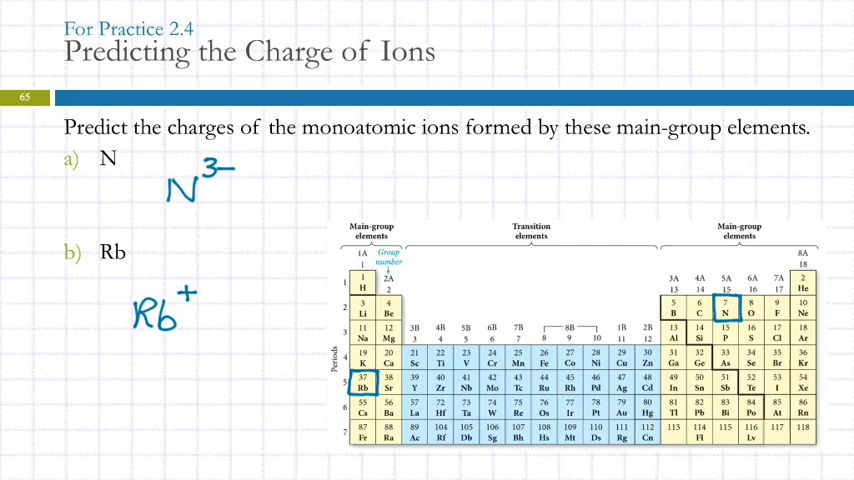 For Practice 2.4
Predicting the Charge of Ions
65
Predict the charges of the monoatomic ions formed by these main-group elements.
a) N
N³⁻
b) Rb
Rb⁺
Main-group elements
Transition elements
Main-group elements
1A Group number 8A
1 18
1 H 2A 3A 4A 5A 6A 7A 2 He
2 13 14 15 16 17
Periods
1
2 3 Li 4 Be 5 B 6 C 7 N 8 O 9 F 10 Ne
3B 4B 5B 6B 7B 8B 1B 2B
3 11 Na 12 Mg 3 4 5 6 7 8 9 10 11 12 13 Al 14 Si 15 P 16 S 17 Cl 18 Ar
4 19 K 20 Ca 21 Sc 22 Ti 23 V 24 Cr 25 Mn 26 Fe 27 Co 28 Ni 29 Cu 30 Zn 31 Ga 32 Ge 33 As 34 Se 35 Br 36 Kr
5 37 Rb 38 Sr 39 Y 40 Zr 41 Nb 42 Mo 43 Tc 44 Ru 45 Rh 46 Pd 47 Ag 48 Cd 49 In 50 Sn 51 Sb 52 Te 53 I 54 Xe
6 55 Cs 56 Ba 57 La 72 Hf 73 Ta 74 W 75 Re 76 Os 77 Ir 78 Pt 79 Au 80 Hg 81 Tl 82 Pb 83 Bi 84 Po 85 At 86 Rn
7 87 Fr 88 Ra 89 Ac 104 Rf 105 Db 106 Sg 107 Bh 108 Hs 109 Mt 110 Ds 111 Rg 112 Cn 113 114 Fl 115 116 Lv 117 118